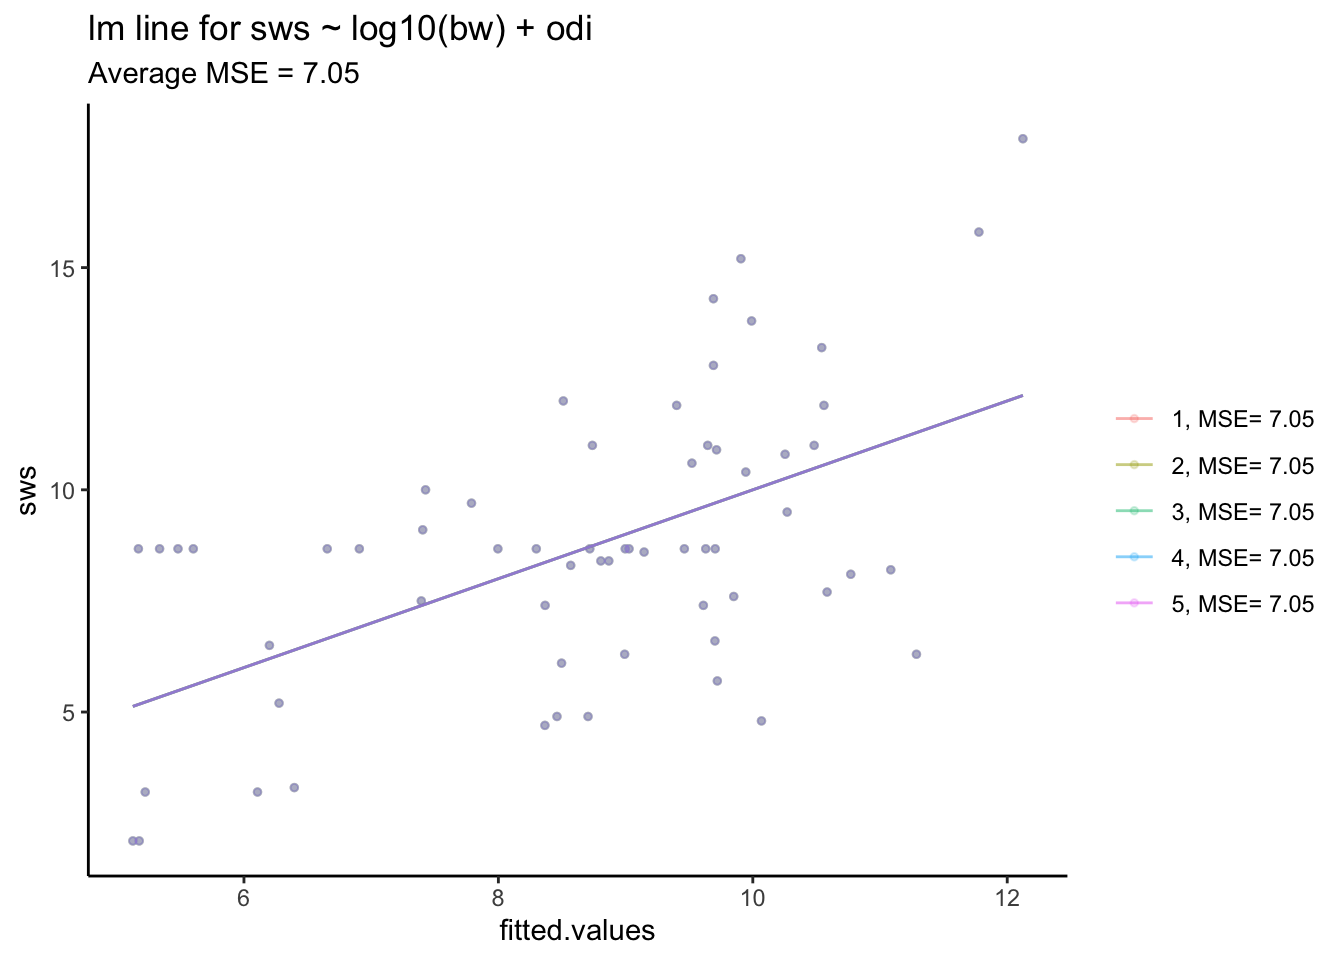 lm line for sws ~ log10(bw) + odi
Average MSE = 7.05
sws
15
10
5
6
8
10
12
fitted.values
1, MSE= 7.05
2, MSE= 7.05
3, MSE= 7.05
4, MSE= 7.05
5, MSE= 7.05